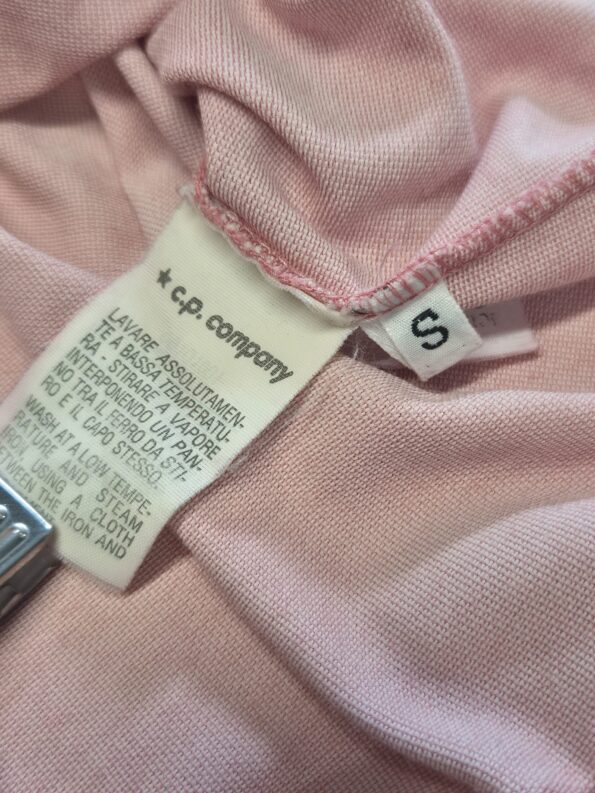 ★ c.p. company
LAVARE ASSOLUTAMEN-
TE A BASSA TEMPERATU-
RA - STIRARE A VAPORE
INTERPONENDO UN PAN-
NO TRA IL FERRO DA STI-
RO E IL CAPO STESSO.
WASH AT A LOW TEMPE-
RATURE AND STEAM
IRON, USING A CLOTH
BETWEEN THE IRON AND
S